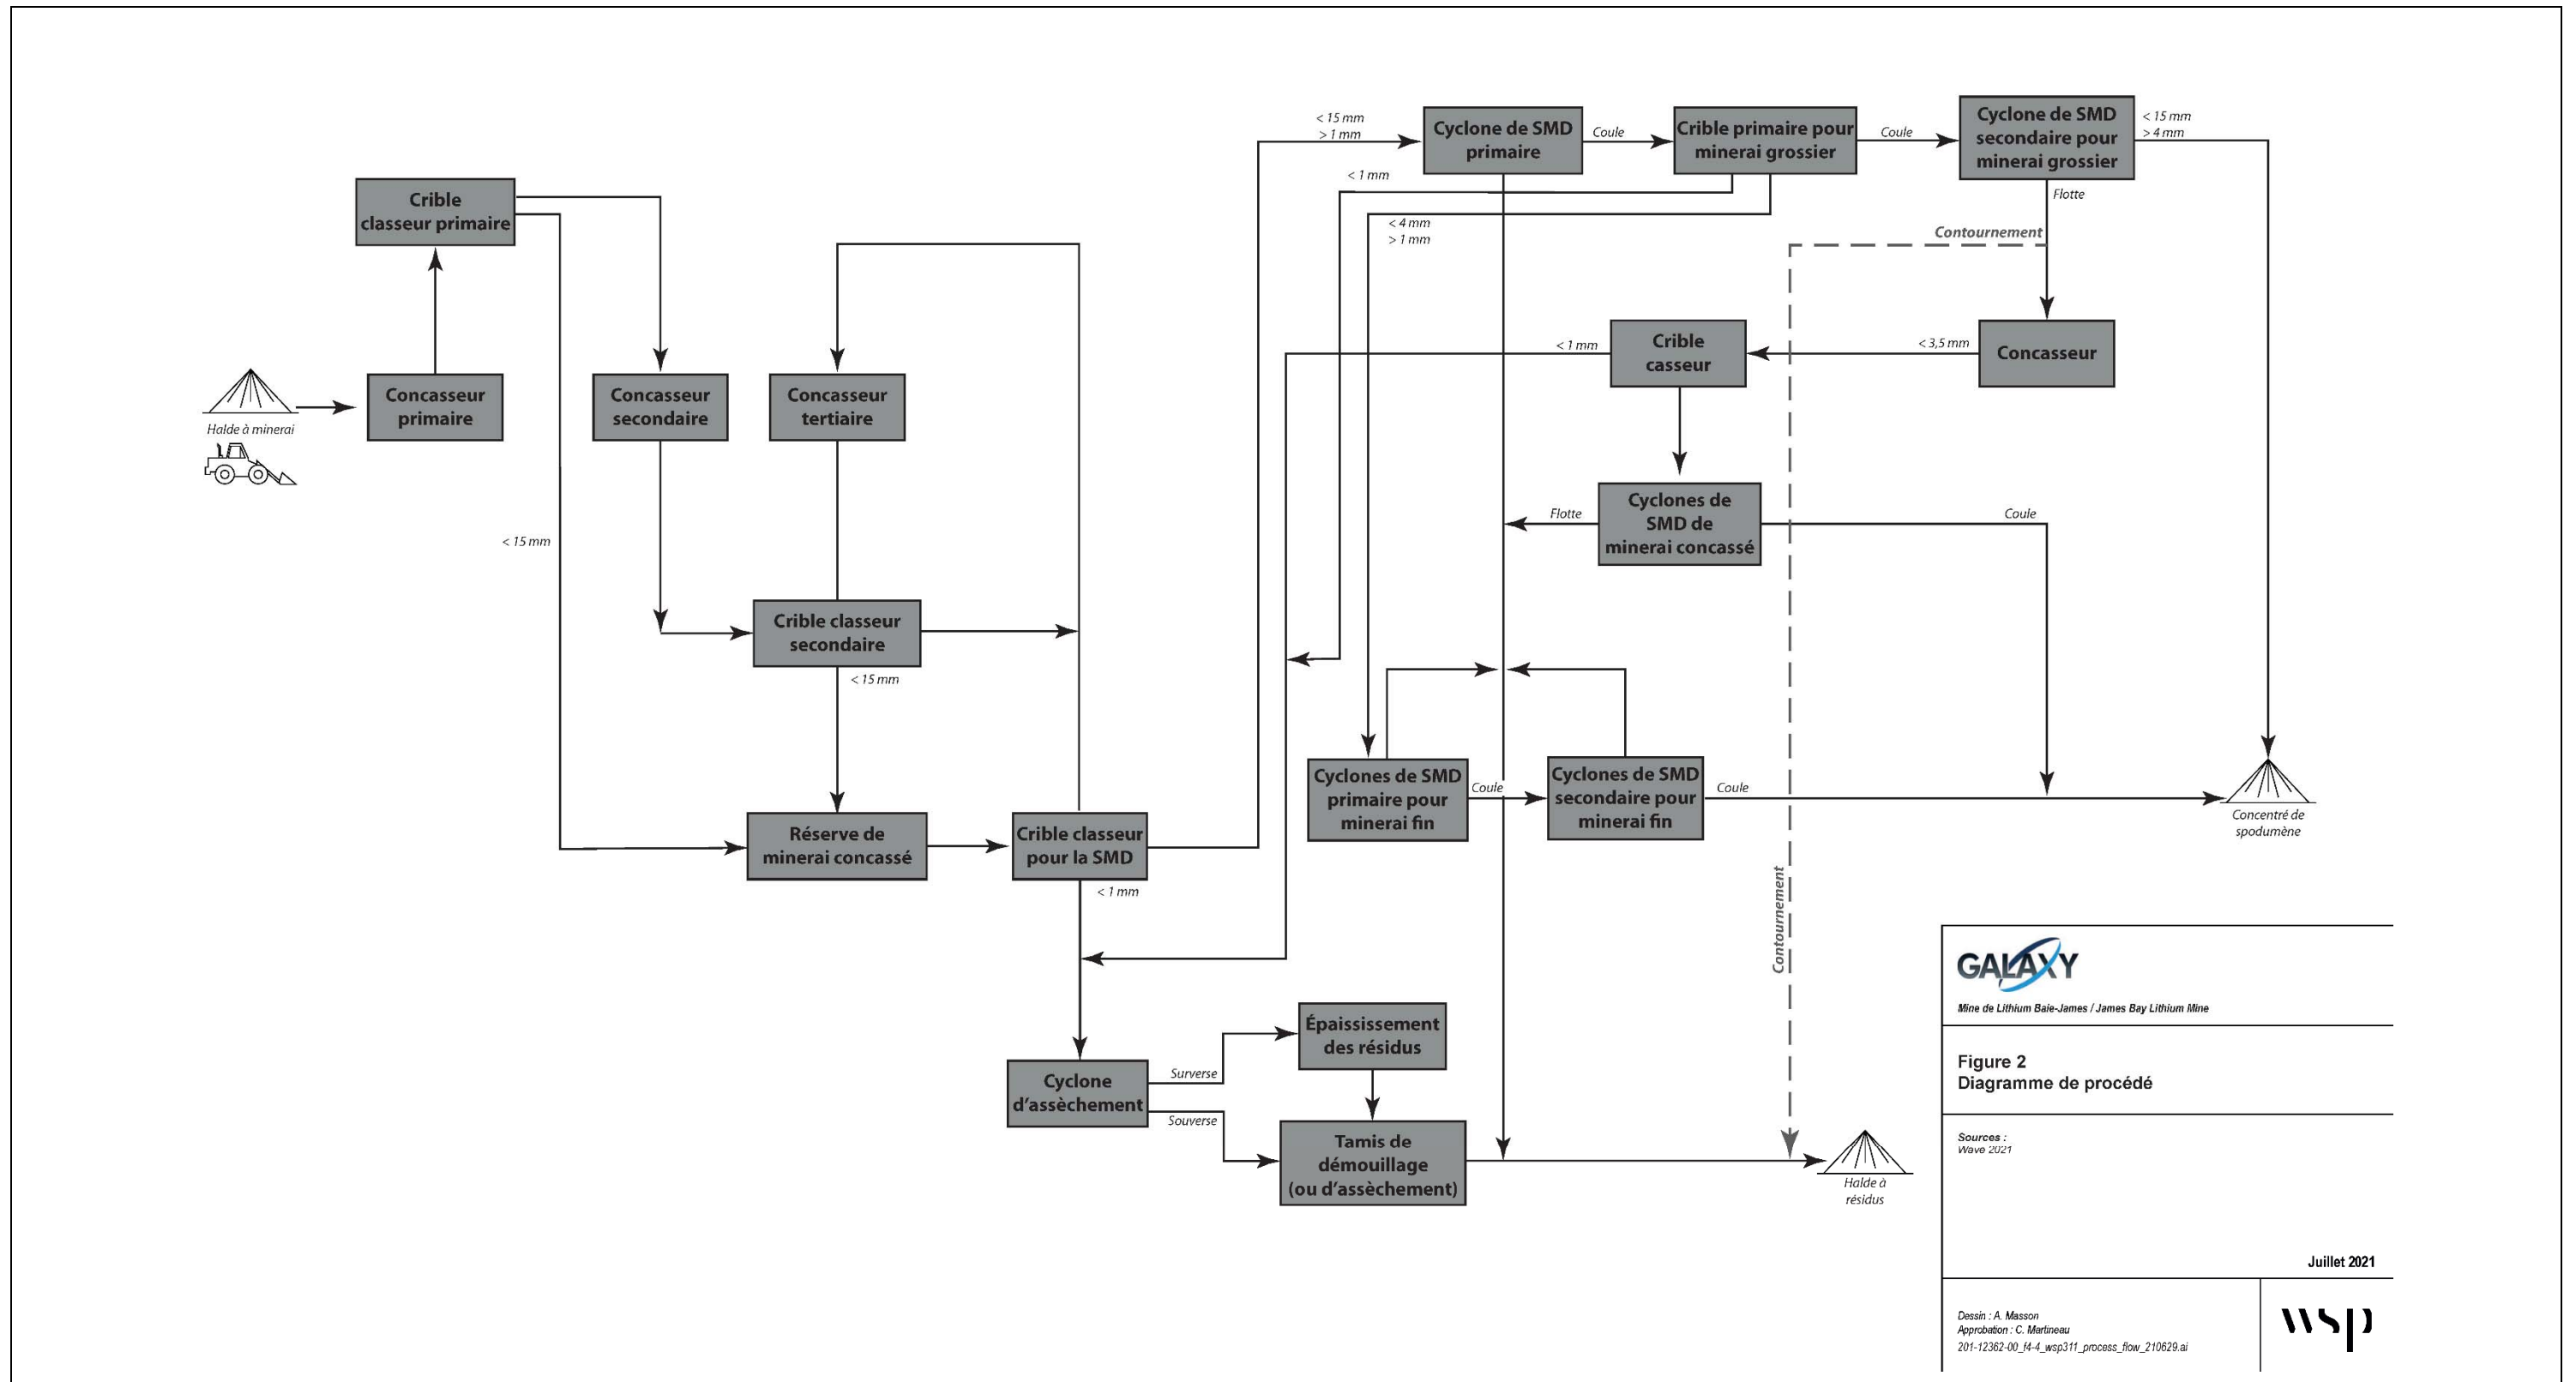 Crible
classeur primaire
Concasseur
primaire
Halde à minerai
Concasseur
secondaire
Concasseur
tertiaire
< 15 mm
Crible classeur
secondaire
< 15 mm
Réserve de
minerai concassé
Crible classeur
pour la SMD
< 1 mm
< 15 mm
> 1 mm
Cyclone de SMD
primaire
Coule
Crible primaire pour
minerai grossier
Coule
Cyclone de SMD
secondaire pour
minerai grossier
< 15 mm
> 4 mm
< 1 mm
< 4 mm
> 1 mm
Flotte
Contournement
Concasseur
< 3,5 mm
Crible
casseur
< 1 mm
Cyclones de
SMD de
minerai concassé
Flotte
Coule
Cyclones de SMD
primaire pour
minerai fin
Coule
Cyclones de SMD
secondaire pour
minerai fin
Coule
Concentré de
spodumène
Contournement
Cyclone
d'assèchement
Surverse
Souverse
Épaississement
des résidus
Tamis de
démouillage
(ou d'assèchement)
Halde à
résidus
GALAXY
Mine de Lithium Baie-James / James Bay Lithium Mine
Figure 2
Diagramme de procédé
Sources :
Wave 2021
Juillet 2021
Dessin : A. Masson
Approbation : C. Martineau
201-12362-00_f4-4_wsp311_process_flow_210629.ai
wsp